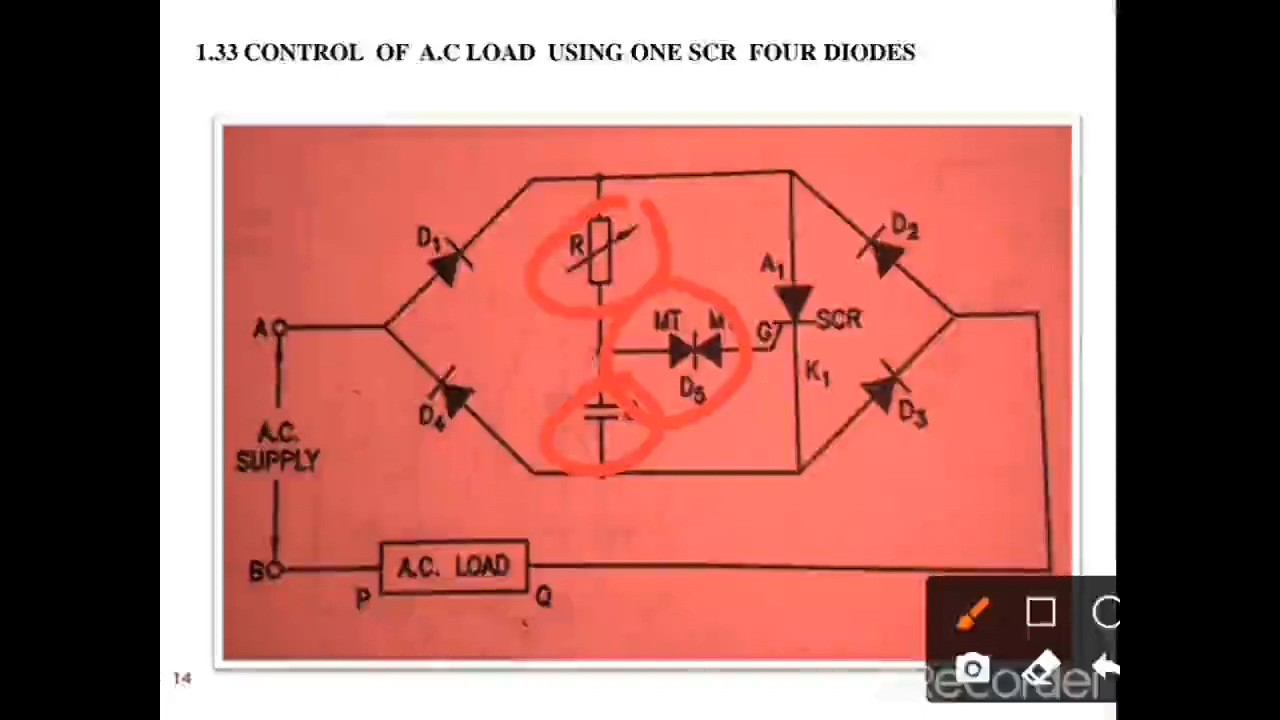 1.33 CONTROL OF A.C LOAD USING ONE SCR FOUR DIODES
D1
R
D2
A1
MT
G
SCR
A
K1
D5
D4
D3
A.C.
SUPPLY
B
A.C. LOAD
P
Q
14
Recorder